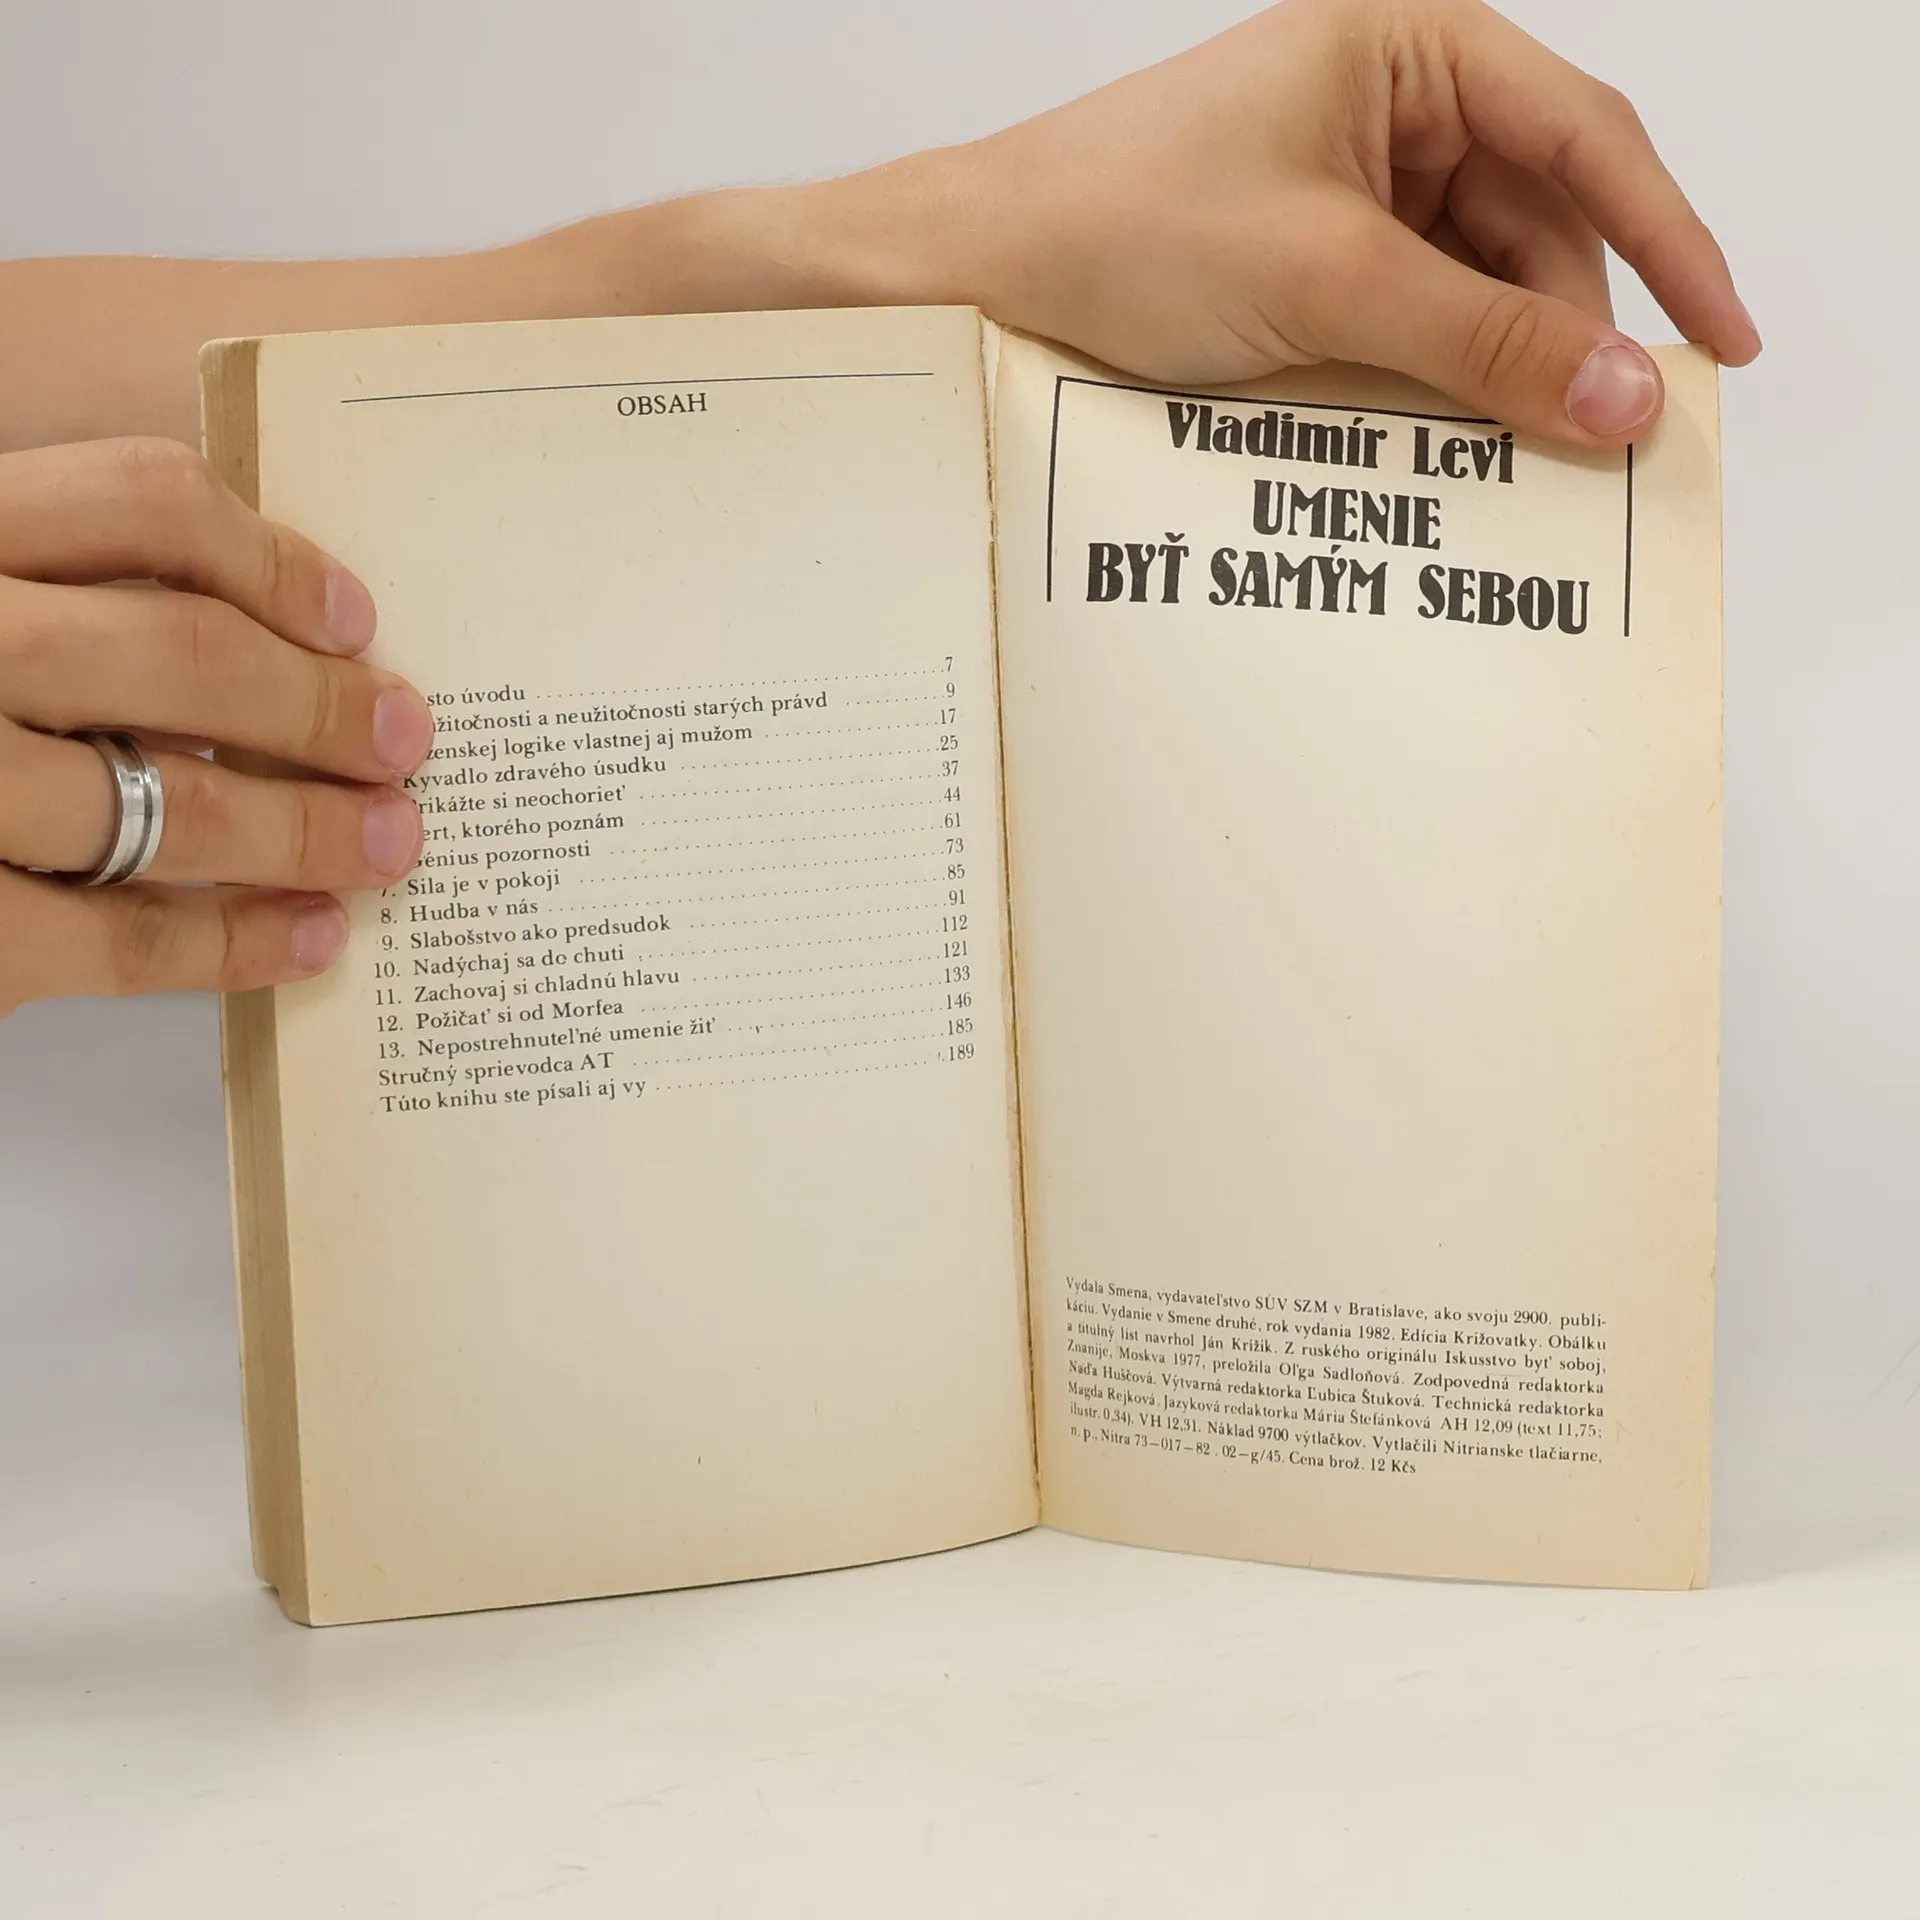 OBSAH
sto úvodu 7
žitočnosti a neužitočnosti starých právd 9
ženskej logike vlastnej aj mužom 17
Kyvadlo zdravého úsudku 25
rikážte si neochorieť 37
ert, ktorého poznám 44
Génius pozornosti 61
7. Sila je v pokoji 73
8. Hudba v nás 85
9. Slabošstvo ako predsudok 91
10. Nadýchaj sa do chuti 112
11. Zachovaj si chladnú hlavu 121
12. Požičať si od Morfea 133
13. Nepostrehnuteľné umenie žiť 146
Stručný sprievodca AT 185
Túto knihu ste písali aj vy 189
Vladimír Levi
UMENIE
BYŤ SAMÝM SEBOU
Vydala Smena, vydavateľstvo SÚV SZM v Bratislave, ako svoju 2900. publi-
káciu. Vydanie v Smene druhé, rok vydania 1982. Edícia Križovatky. Obálku
a titulný list navrhol Ján Krížik. Z ruského originálu Iskusstvo byť soboj,
Znanije, Moskva 1977, preložila Oľga Sadloňová. Zodpovedná redaktorka
Naďa Huščová. Výtvarná redaktorka Ľubica Štuková. Technická redaktorka
Magda Rejková. Jazyková redaktorka Mária Štefánková AH 12,09 (text 11,75;
ilustr. 0,34). VH 12,31. Náklad 9700 výtlačkov. Vytlačili Nitrianske tlačiarne,
n. p., Nitra 73—017—82 . 02—g/45. Cena brož. 12 Kčs